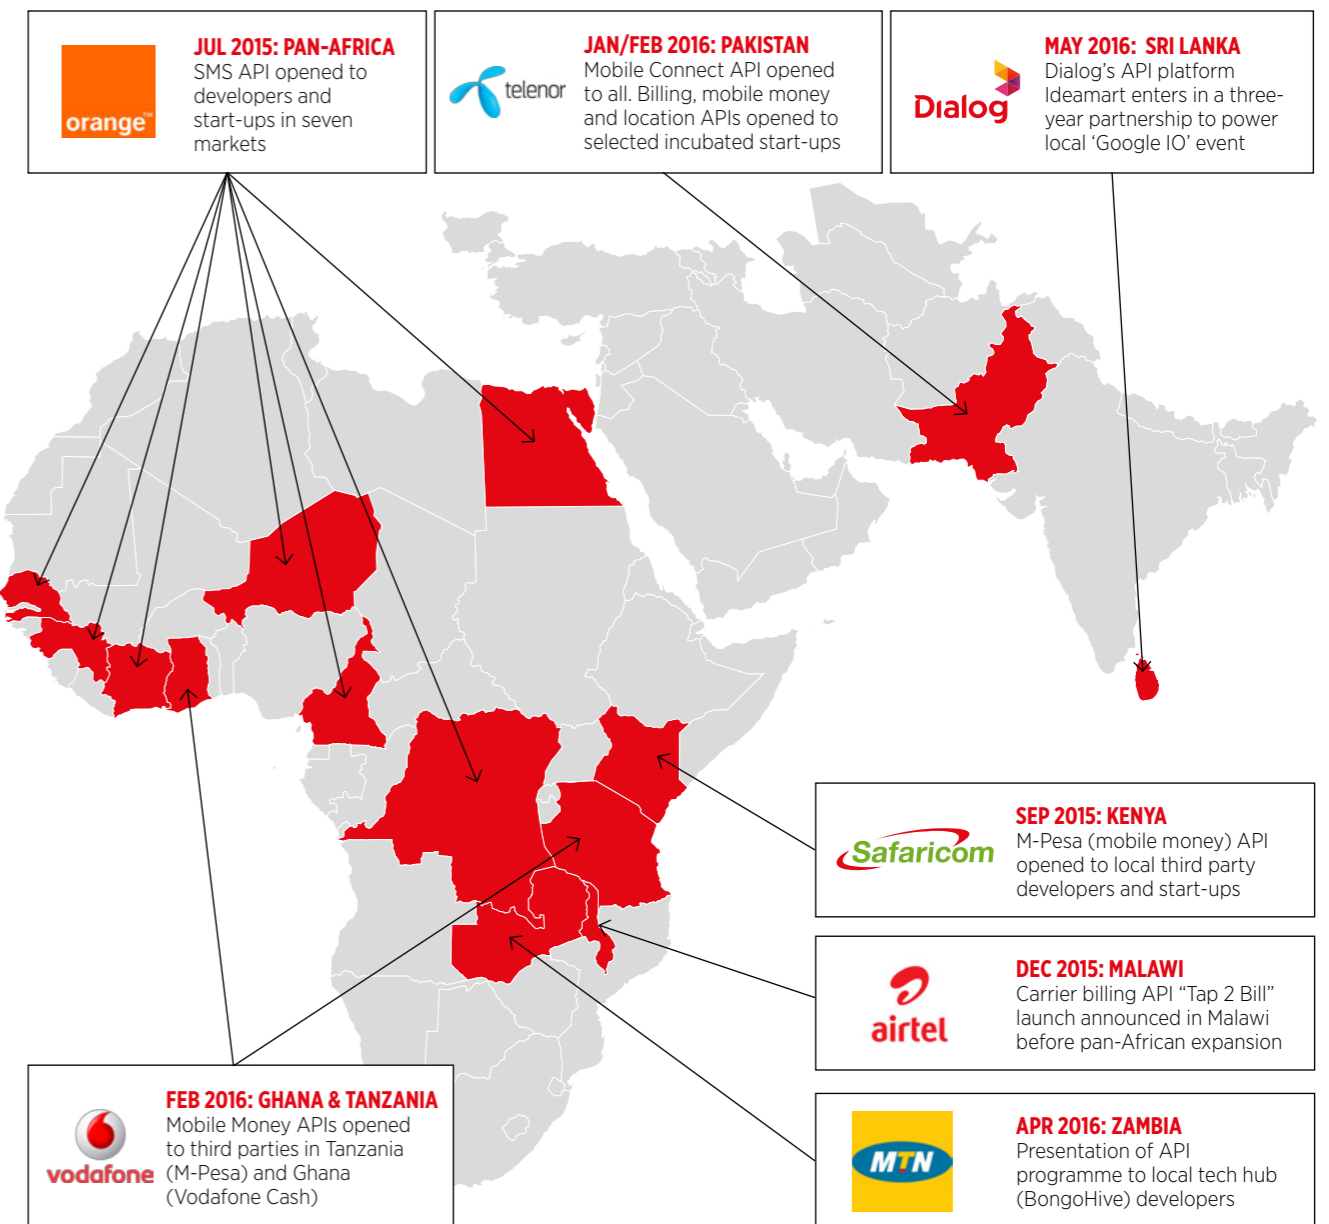 orange™
JUL 2015: PAN-AFRICA
SMS API opened to
developers and
start-ups in seven
markets
telenor
JAN/FEB 2016: PAKISTAN
Mobile Connect API opened
to all. Billing, mobile money
and location APIs opened to
selected incubated start-ups
Dialog
MAY 2016: SRI LANKA
Dialog’s API platform
Ideamart enters in a three-
year partnership to power
local ‘Google IO’ event
Safaricom
SEP 2015: KENYA
M-Pesa (mobile money) API
opened to local third party
developers and start-ups
airtel
DEC 2015: MALAWI
Carrier billing API “Tap 2 Bill”
launch announced in Malawi
before pan-African expansion
vodafone
FEB 2016: GHANA & TANZANIA
Mobile Money APIs opened
to third parties in Tanzania
(M-Pesa) and Ghana
(Vodafone Cash)
MTN
APR 2016: ZAMBIA
Presentation of API
programme to local tech hub
(BongoHive) developers